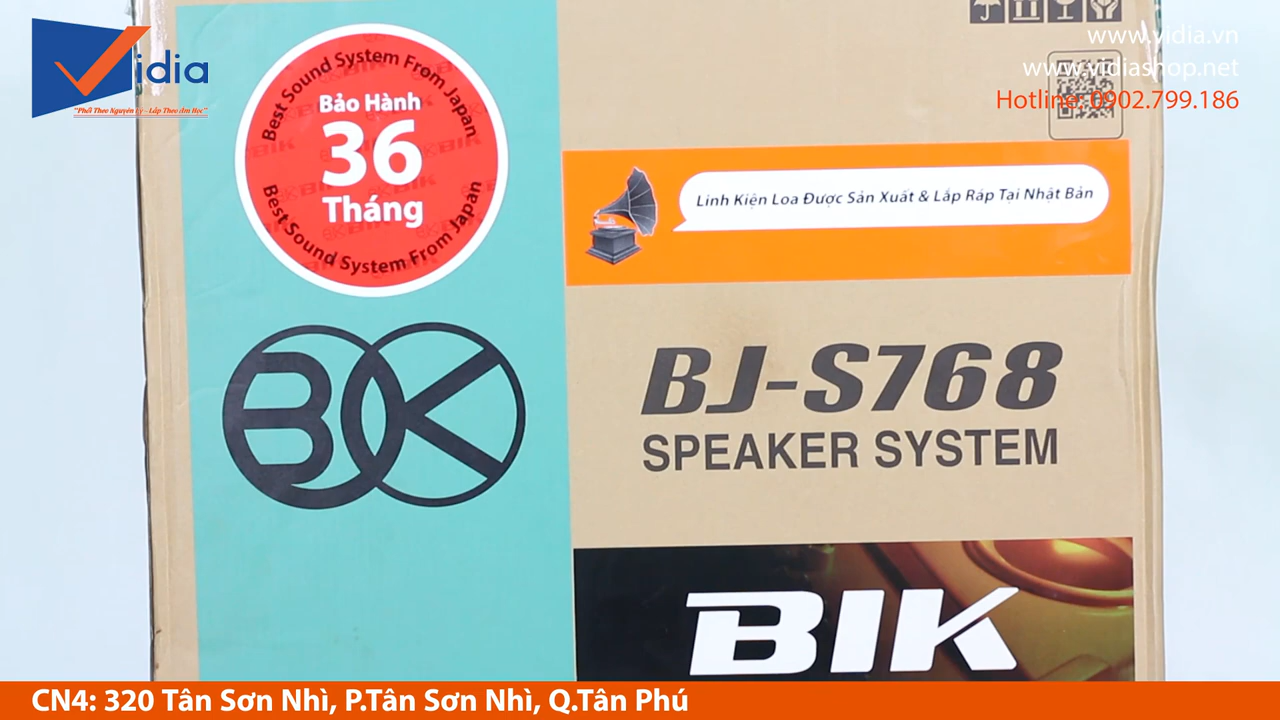 Vidia
"Phối Theo Nguyên Lý - Lắp Theo Âm Học"
www.vidia.vn
www.vidiashop.net
Hotline: 0902.799.186
Best Sound System From Japan
Bảo Hành
36
Tháng
Best Sound System From Japan
Linh Kiện Loa Được Sản Xuất & Lắp Ráp Tại Nhật Bản
BIK
BJ-S768
SPEAKER SYSTEM
BIK
CN4: 320 Tân Sơn Nhì, P.Tân Sơn Nhì, Q.Tân Phú